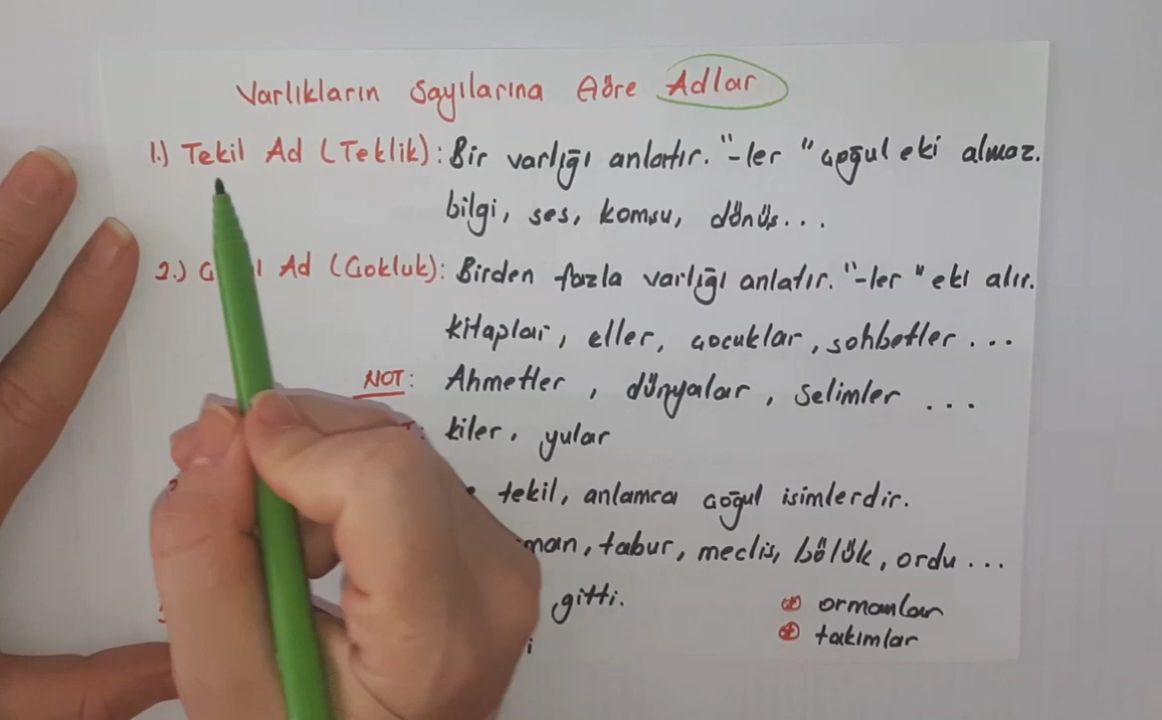 Varlıkların Sayılarına Göre Adlar
1.) Tekil Ad (Teklik): Bir varlığı anlatır. "-ler" çoğul eki almaz.
bilgi, ses, komşu, dönüş...
2.) Ad (Çokluk): Birden fazla varlığı anlatır. "-ler" eki alır.
kitaplar, eller, çocuklar, sohbetler...
NOT: Ahmetler, dünyalar, Selimler ...
kiler, yular
tekil, anlamca çoğul isimlerdir.
tabur, meclis, bölük, ordu...
gitti.
ormanlar
takımlar